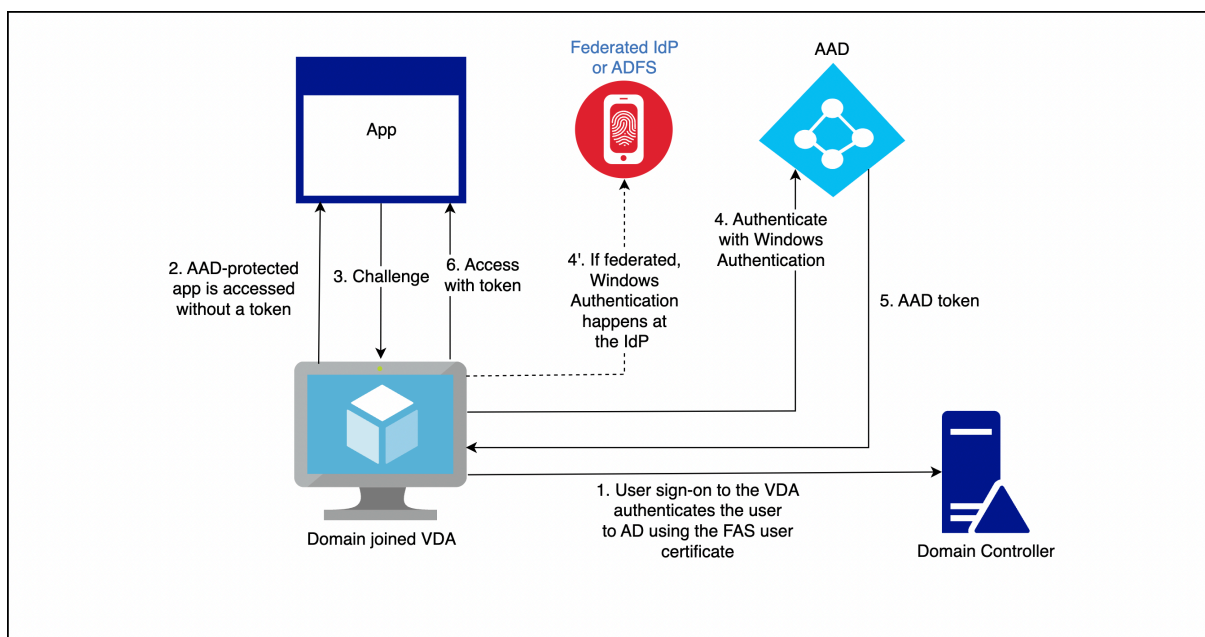 Federated IdP
or ADFS
AAD
App
2. AAD-protected
app is accessed
without a token
3. Challenge
6. Access
with token
4'. If federated,
Windows
Authentication
happens at
the IdP
4. Authenticate
with Windows
Authentication
5. AAD token
1. User sign-on to the VDA
authenticates the user
to AD using the FAS user
certificate
Domain joined VDA
Domain Controller